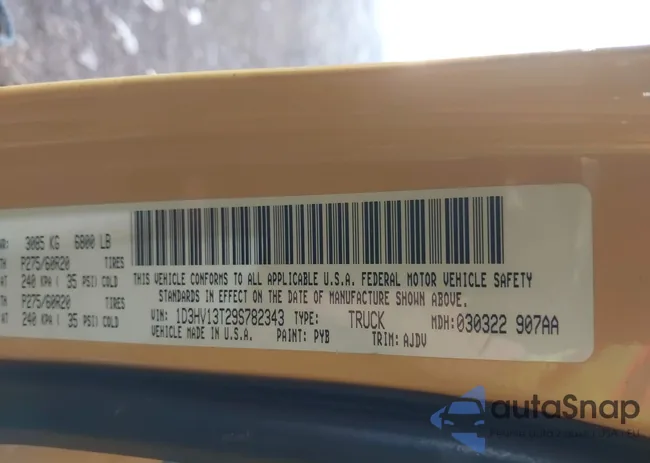 3085 KG 6800 LB
P275/60R20 TIRES
240 KPA ( 35 PSI) COLD
P275/60R20 TIRES
240 KPA ( 35 PSI) COLD
THIS VEHICLE CONFORMS TO ALL APPLICABLE U.S.A. FEDERAL MOTOR VEHICLE SAFETY
STANDARDS IN EFFECT ON THE DATE OF MANUFACTURE SHOWN ABOVE.
VIN: 1D3HV13T29S782343 TYPE: TRUCK MDH: 030322 907AA
VEHICLE MADE IN U.S.A. PAINT: PYB TRIM: AJDV
autaSnap